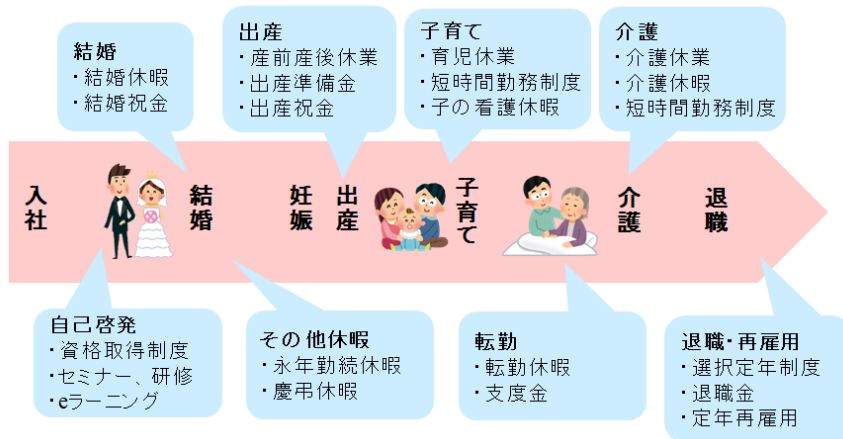 結婚
・結婚休暇
・結婚祝金
出産
・産前産後休業
・出産準備金
・出産祝金
子育て
・育児休業
・短時間勤務制度
・子の看護休暇
介護
・介護休業
・介護休暇
・短時間勤務制度
入社
結婚
妊娠
出産
子育て
介護
退職
自己啓発
・資格取得制度
・セミナー、研修
・eラーニング
その他休暇
・永年勤続休暇
・慶弔休暇
転勤
・転勤休暇
・支度金
退職・再雇用
・選択定年制度
・退職金
・定年再雇用